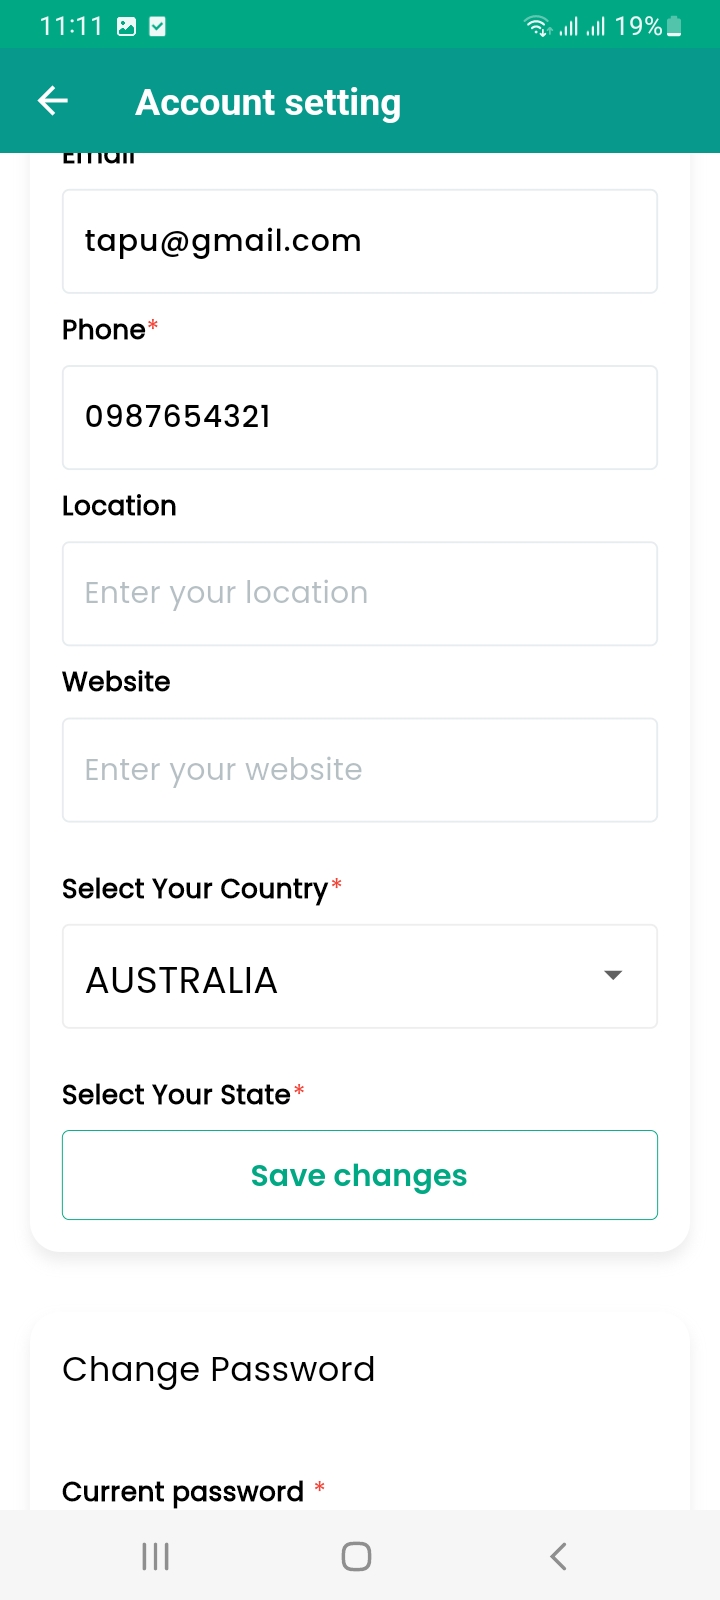 11:11 19%
Account setting
Email
tapu@gmail.com
Phone*
0987654321
Location
Enter your location
Website
Enter your website
Select Your Country*
AUSTRALIA
Select Your State*
Save changes
Change Password
Current password *